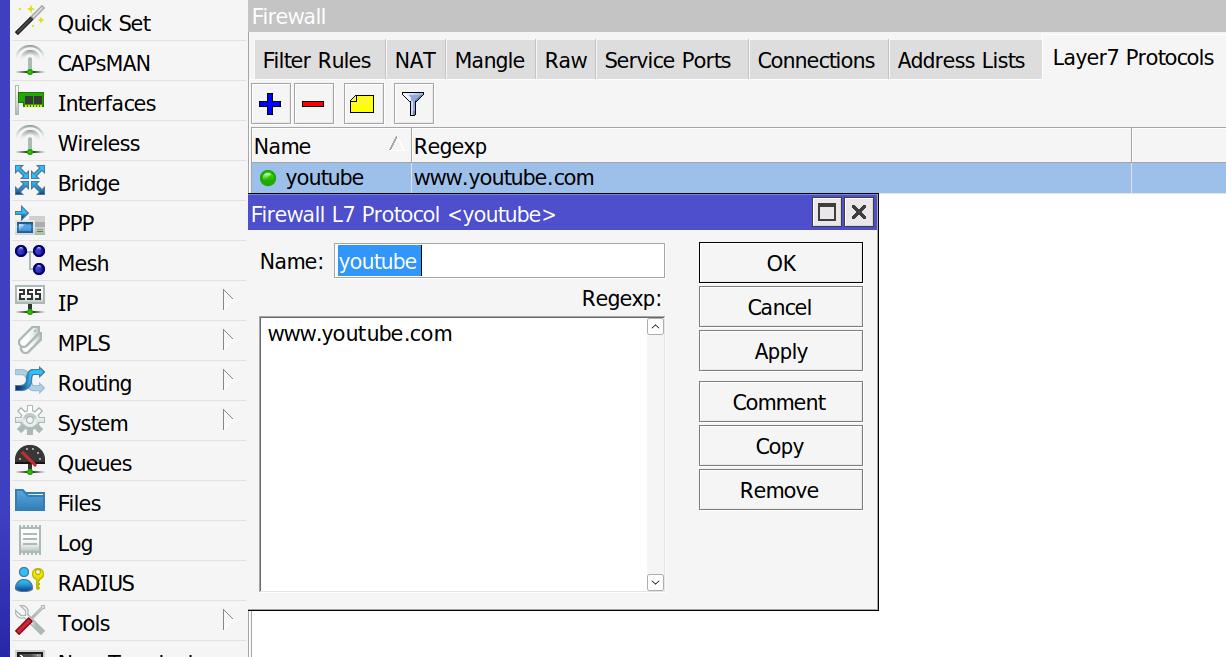 Firewall
Filter Rules NAT Mangle Raw Service Ports Connections Address Lists Layer7 Protocols
Name Regexp
youtube www.youtube.com
Firewall L7 Protocol <youtube>
Name: youtube
Regexp:
www.youtube.com
OK
Cancel
Apply
Comment
Copy
Remove
Quick Set
CAPsMAN
Interfaces
Wireless
Bridge
PPP
Mesh
255
IP
MPLS
Routing
System
Queues
Files
Log
RADIUS
Tools